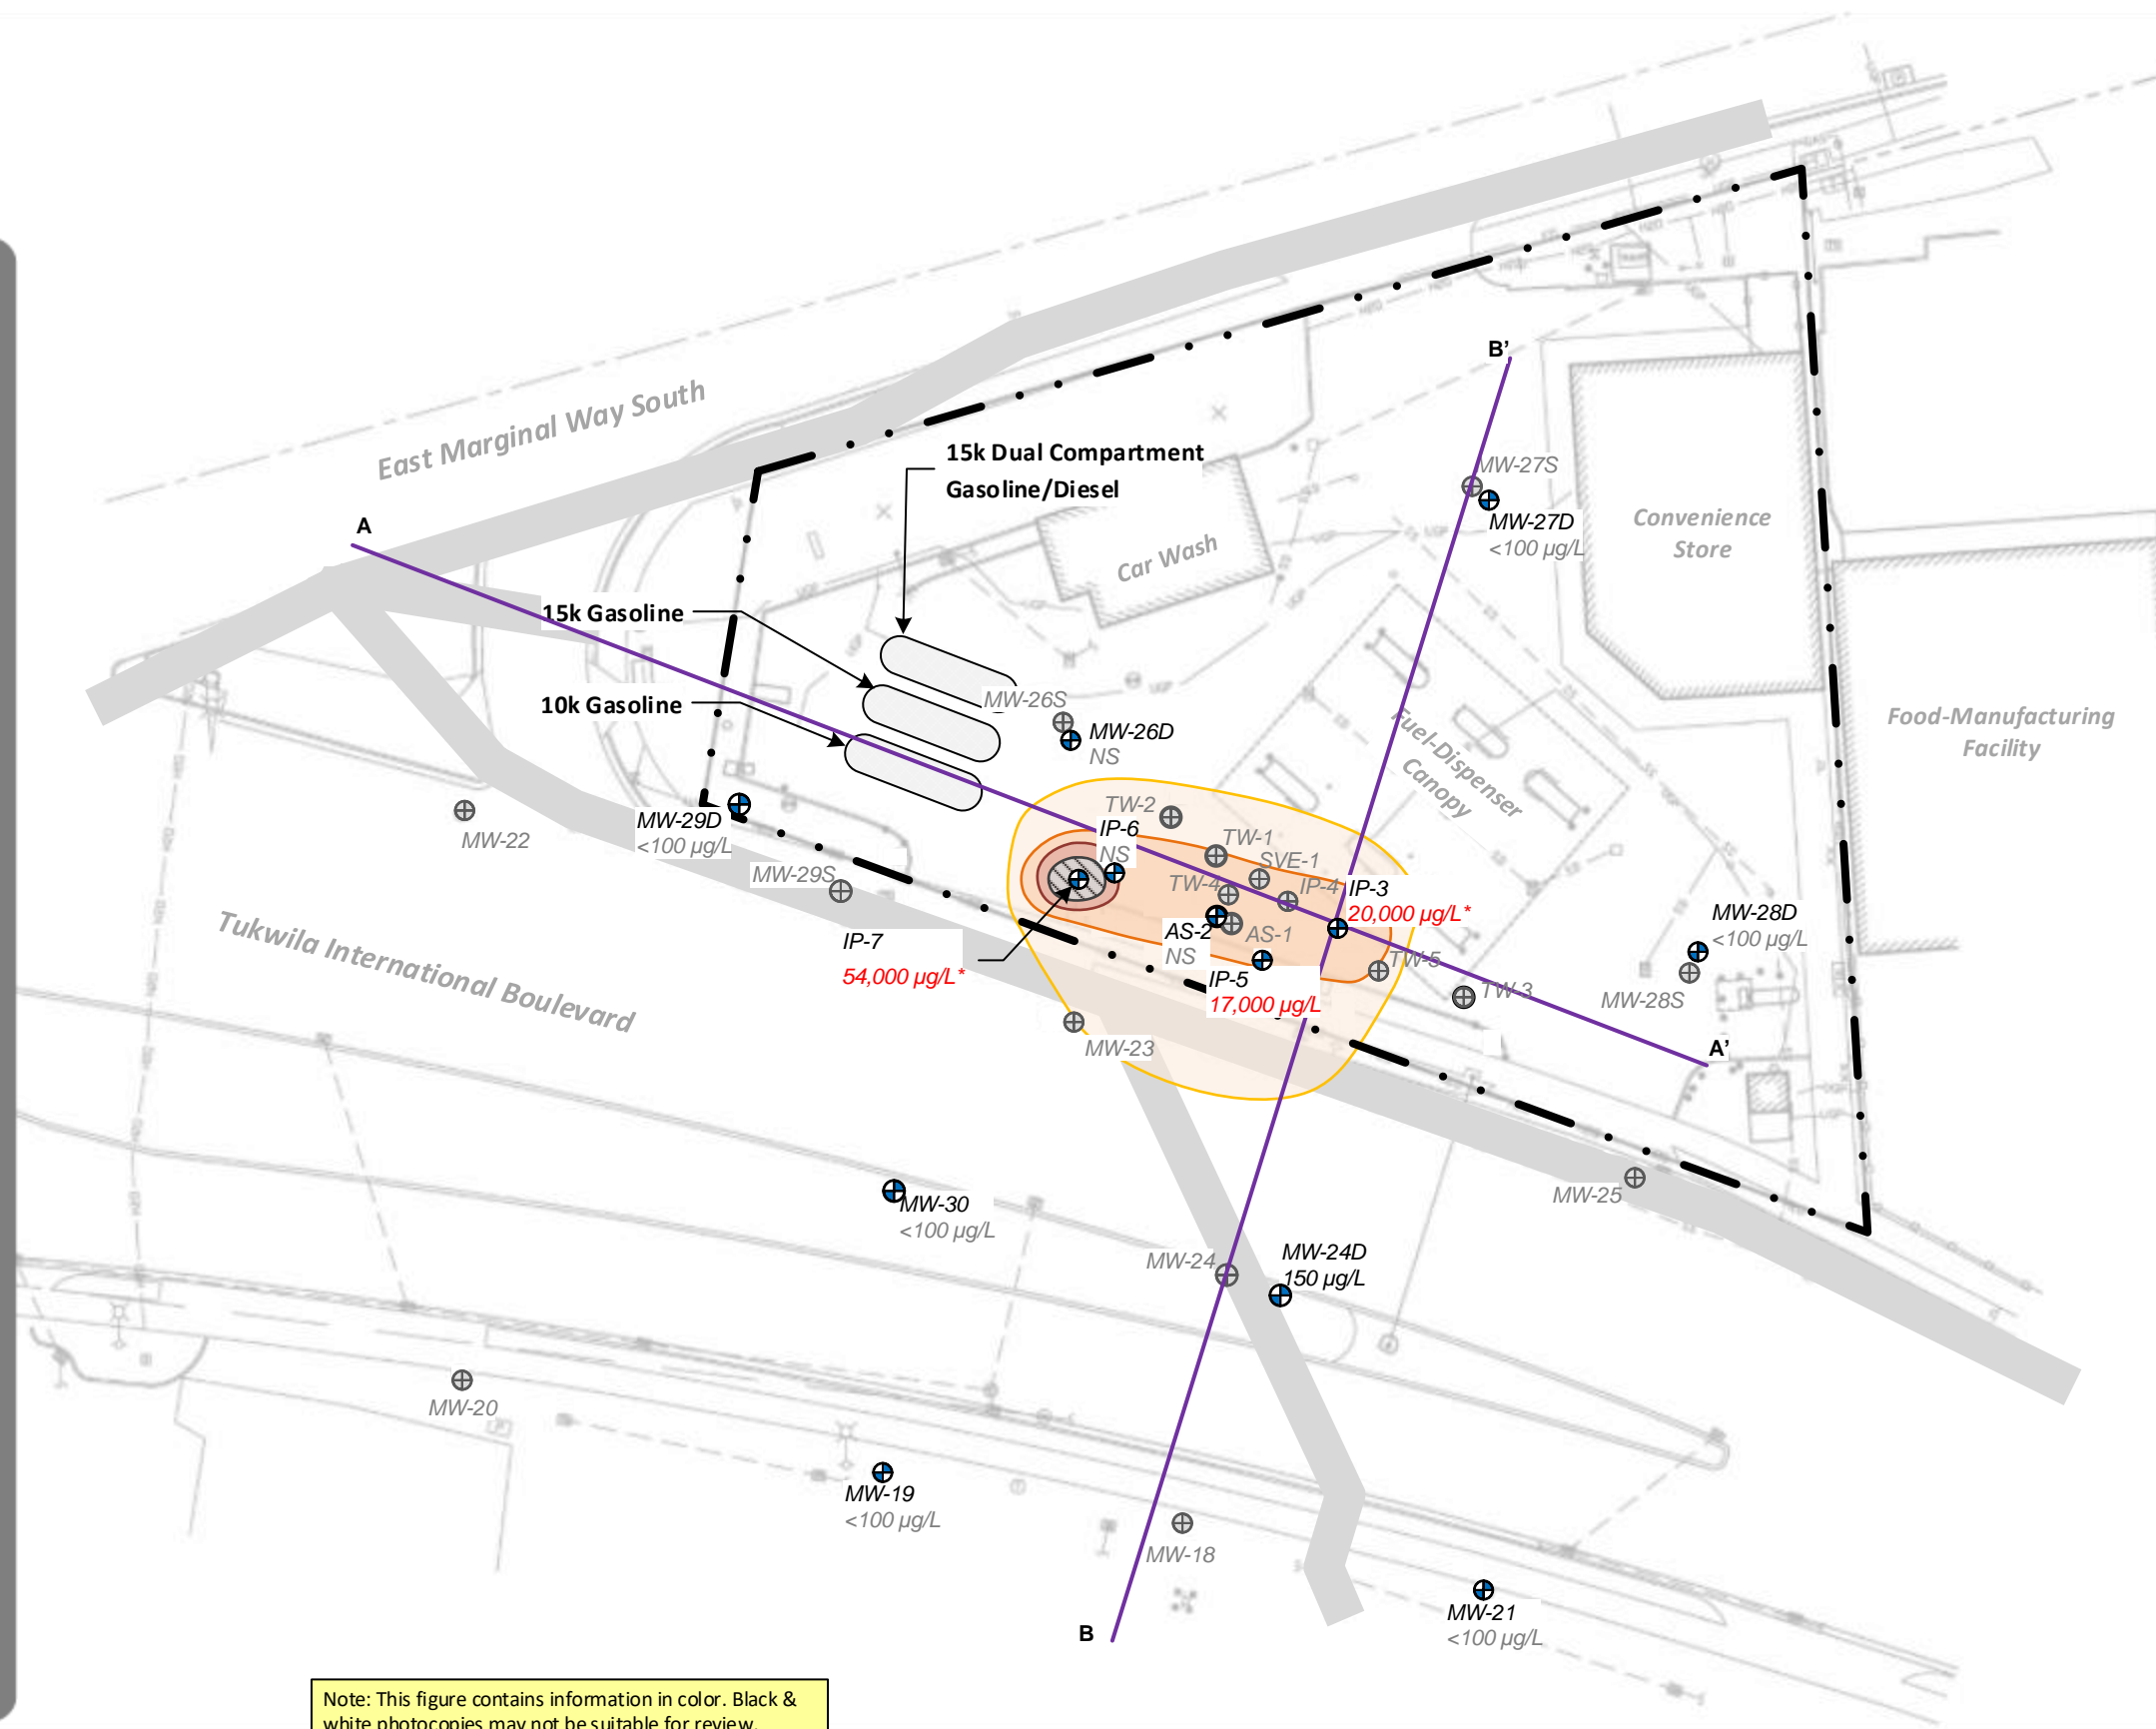 East Marginal Way South
B’
15k Dual Compartment
Gasoline/Diesel
MW-27S
MW-27D
<100 µg/L
Convenience
Store
A
Car Wash
15k Gasoline
10k Gasoline
MW-26S
MW-26D
NS
Fuel-Dispenser
Canopy
Food-Manufacturing
Facility
MW-22
MW-29D
<100 µg/L
MW-29S
TW-2
IP-6
NS
TW-1
SVE-1
TW-4
IP-4
IP-3
20,000 µg/L*
AS-2
NS
AS-1
IP-7
54,000 µg/L*
IP-5
17,000 µg/L
TW-5
TW-3
MW-28D
<100 µg/L
MW-28S
Tukwila International Boulevard
MW-23
A’
MW-30
<100 µg/L
MW-25
MW-24
MW-24D
150 µg/L
MW-20
MW-19
<100 µg/L
MW-18
MW-21
<100 µg/L
B
Note: This figure contains information in color. Black &
white photocopies may not be suitable for review.